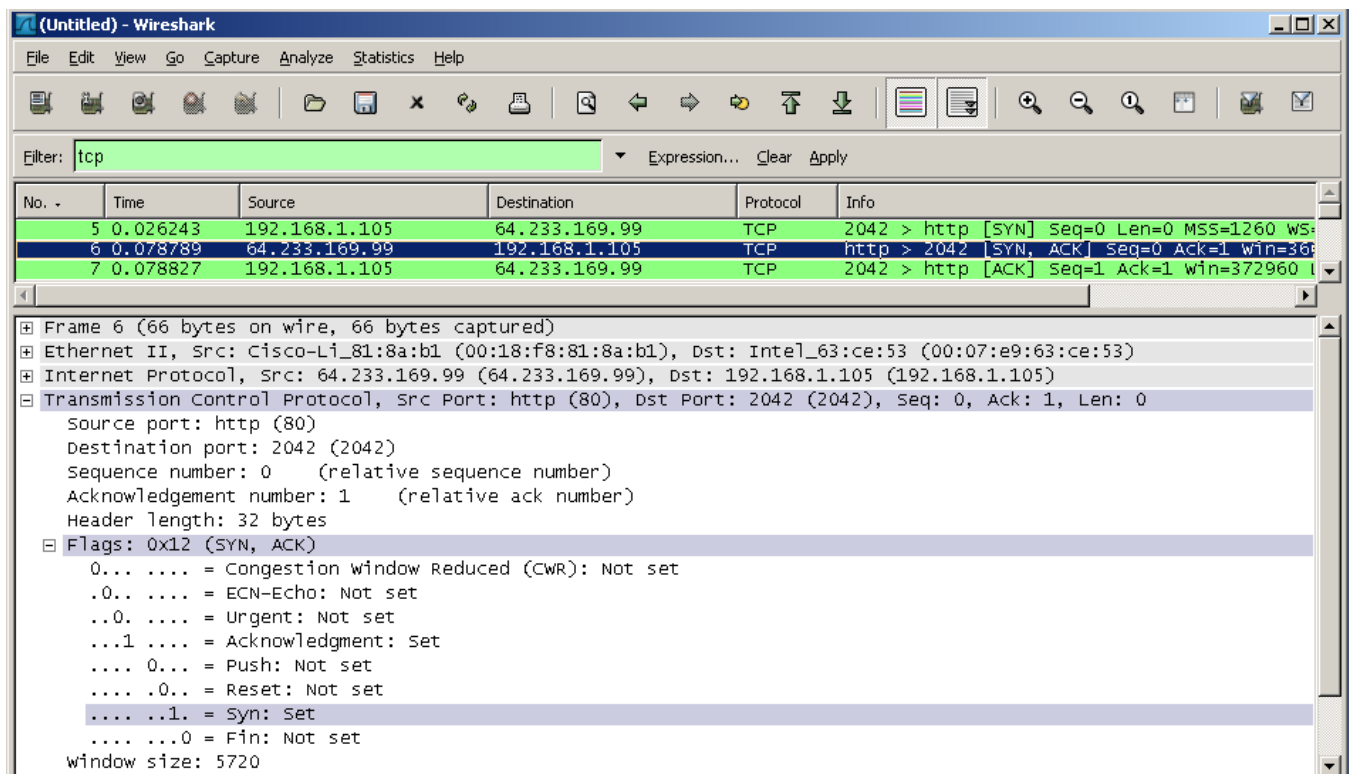 (Untitled) - Wireshark
File Edit View Go Capture Analyze Statistics Help
Filter: tcp Expression... Clear Apply
No. Time Source Destination Protocol Info
5 0.026243 192.168.1.105 64.233.169.99 TCP 2042 > http [SYN] Seq=0 Len=0 MSS=1260 WS=
6 0.078789 64.233.169.99 192.168.1.105 TCP http > 2042 [SYN, ACK] Seq=0 Ack=1
7 0.078827 192.168.1.105 64.233.169.99 TCP 2042 > http [ACK] Seq=1 Ack=1 Win=372960
Frame 6 (66 bytes on wire, 66 bytes captured)
Ethernet II, Src: Cisco-Li_81:8a:b1 (00:18:f8:81:8a:b1), Dst: Intel_63:ce:53 (00:07:e9:63:ce:53)
Internet Protocol, Src: 64.233.169.99 (64.233.169.99), Dst: 192.168.1.105 (192.168.1.105)
Transmission Control Protocol, Src Port: http (80), Dst Port: 2042 (2042), Seq: 0, Ack: 1, Len: 0
Source port: http (80)
Destination port: 2042 (2042)
Sequence number: 0 (relative sequence number)
Acknowledgement number: 1 (relative ack number)
Header length: 32 bytes
Flags: 0x12 (SYN, ACK)
0... .... = Congestion Window Reduced (CWR): Not set
.0.. .... = ECN-Echo: Not set
..0. .... = Urgent: Not set
...1 .... = Acknowledgment: Set
.... 0... = Push: Not set
.... .0.. = Reset: Not set
.... ..1. = Syn: Set
.... ...0 = Fin: Not set
Window size: 5720